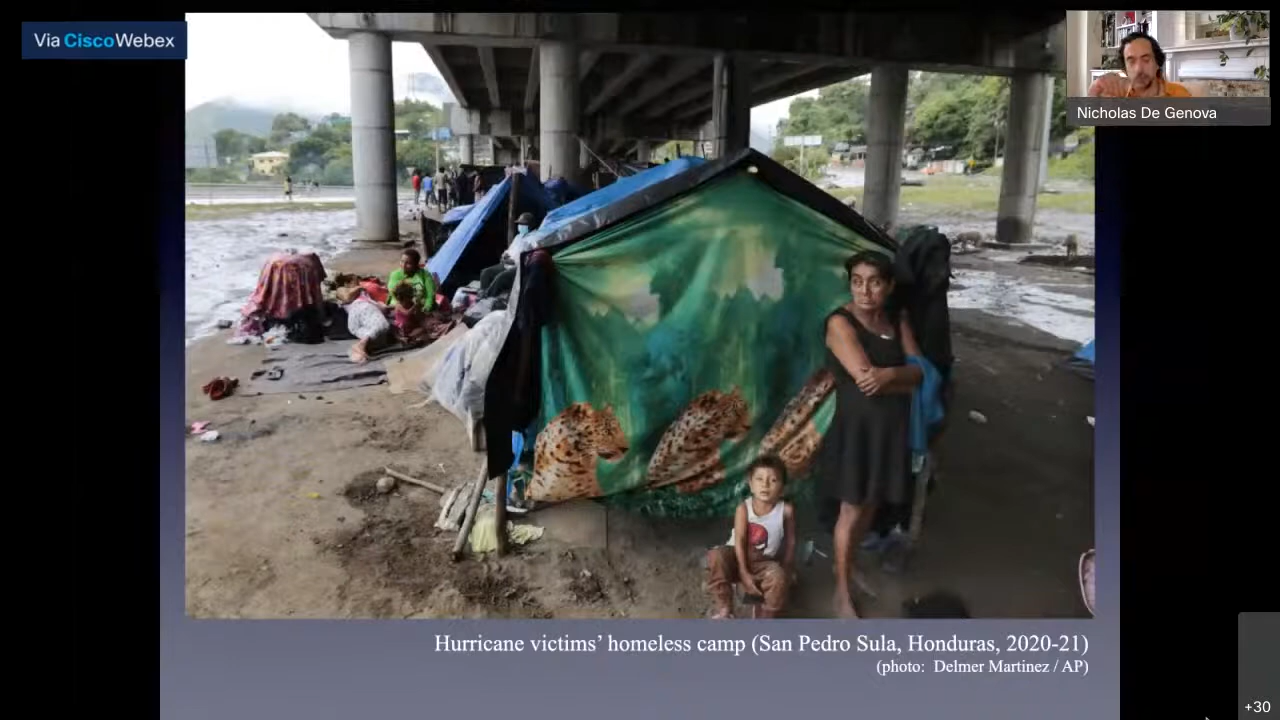 Via CiscoWebex
Nicholas De Genova
Hurricane victims’ homeless camp (San Pedro Sula, Honduras, 2020-21)
(photo:  Delmer Martinez / AP)
+30